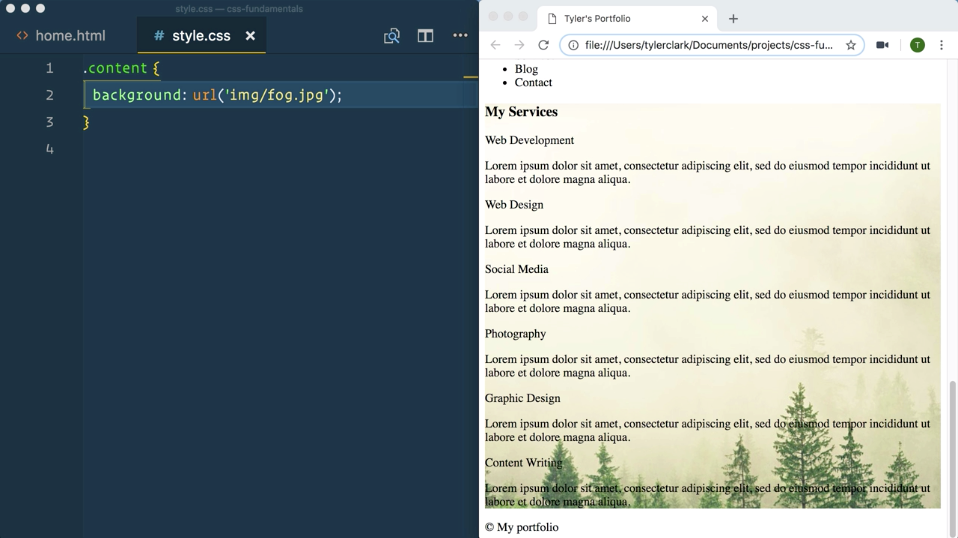 style.css — css-fundamentals
<> home.html
# style.css ×
1 .content {
2 background: url('img/fog.jpg');
3 }
4
Tyler's Portfolio × +
file:///Users/tylerclark/Documents/projects/css-fu...
T
Blog
Contact
My Services
Web Development
Lorem ipsum dolor sit amet, consectetur adipiscing elit, sed do eiusmod tempor incididunt ut
labore et dolore magna aliqua.
Web Design
Lorem ipsum dolor sit amet, consectetur adipiscing elit, sed do eiusmod tempor incididunt ut
labore et dolore magna aliqua.
Social Media
Lorem ipsum dolor sit amet, consectetur adipiscing elit, sed do eiusmod tempor incididunt ut
labore et dolore magna aliqua.
Photography
Lorem ipsum dolor sit amet, consectetur adipiscing elit, sed do eiusmod tempor incididunt ut
labore et dolore magna aliqua.
Graphic Design
Lorem ipsum dolor sit amet, consectetur adipiscing elit, sed do eiusmod tempor incididunt ut
labore et dolore magna aliqua.
Content Writing
Lorem ipsum dolor sit amet, consectetur adipiscing elit, sed do eiusmod tempor incididunt ut
labore et dolore magna aliqua.
© My portfolio